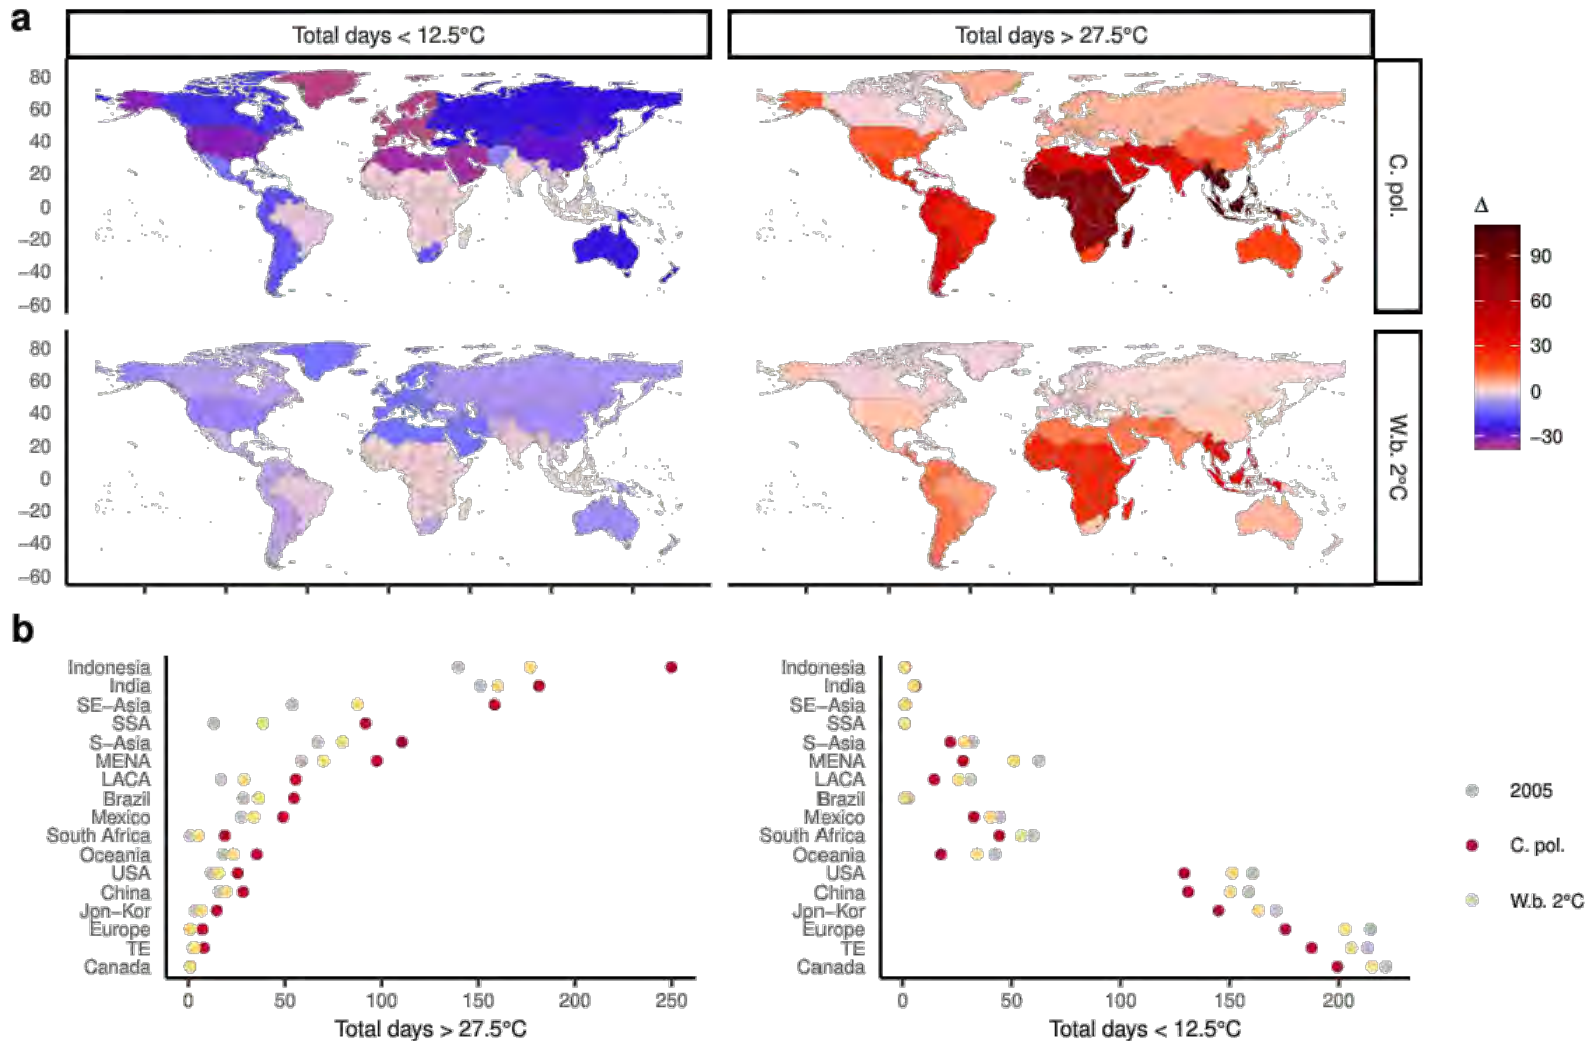 a
Total days < 12.5°C
Total days > 27.5°C
80
60
40
20
0
−20
−40
−60
C. pol.
80
60
40
20
0
−20
−40
−60
W.b. 2°C
Δ
90
60
30
0
−30
b
Indonesia
India
SE−Asia
SSA
S−Asia
MENA
LACA
Brazil
Mexico
South Africa
Oceania
USA
China
Jpn−Kor
Europe
TE
Canada
0 50 100 150 200 250
Total days > 27.5°C
Indonesia
India
SE−Asia
SSA
S−Asia
MENA
LACA
Brazil
Mexico
South Africa
Oceania
USA
China
Jpn−Kor
Europe
TE
Canada
0 50 100 150 200
Total days < 12.5°C
2005
C. pol.
W.b. 2°C